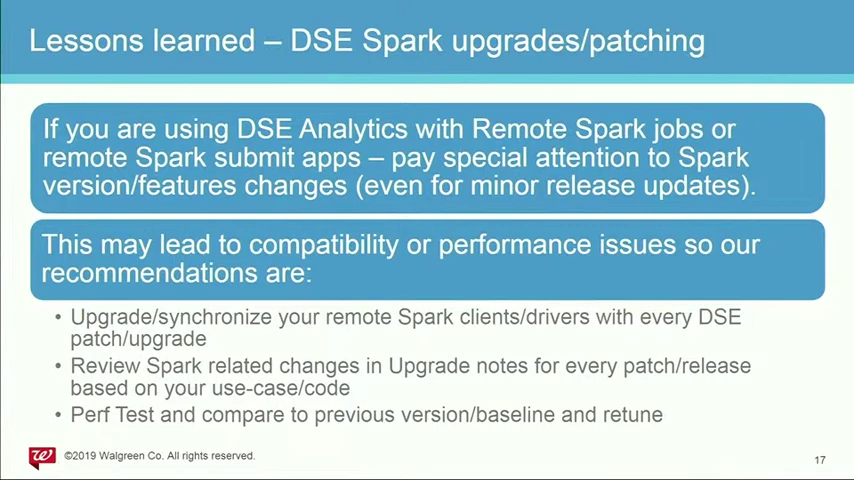 Lessons learned – DSE Spark upgrades/patching
If you are using DSE Analytics with Remote Spark jobs or
remote Spark submit apps – pay special attention to Spark
version/features changes (even for minor release updates).
This may lead to compatibility or performance issues so our
recommendations are:
• Upgrade/synchronize your remote Spark clients/drivers with every DSE
patch/upgrade
• Review Spark related changes in Upgrade notes for every patch/release
based on your use-case/code
• Perf Test and compare to previous version/baseline and retune
W ©2019 Walgreen Co. All rights reserved.
17